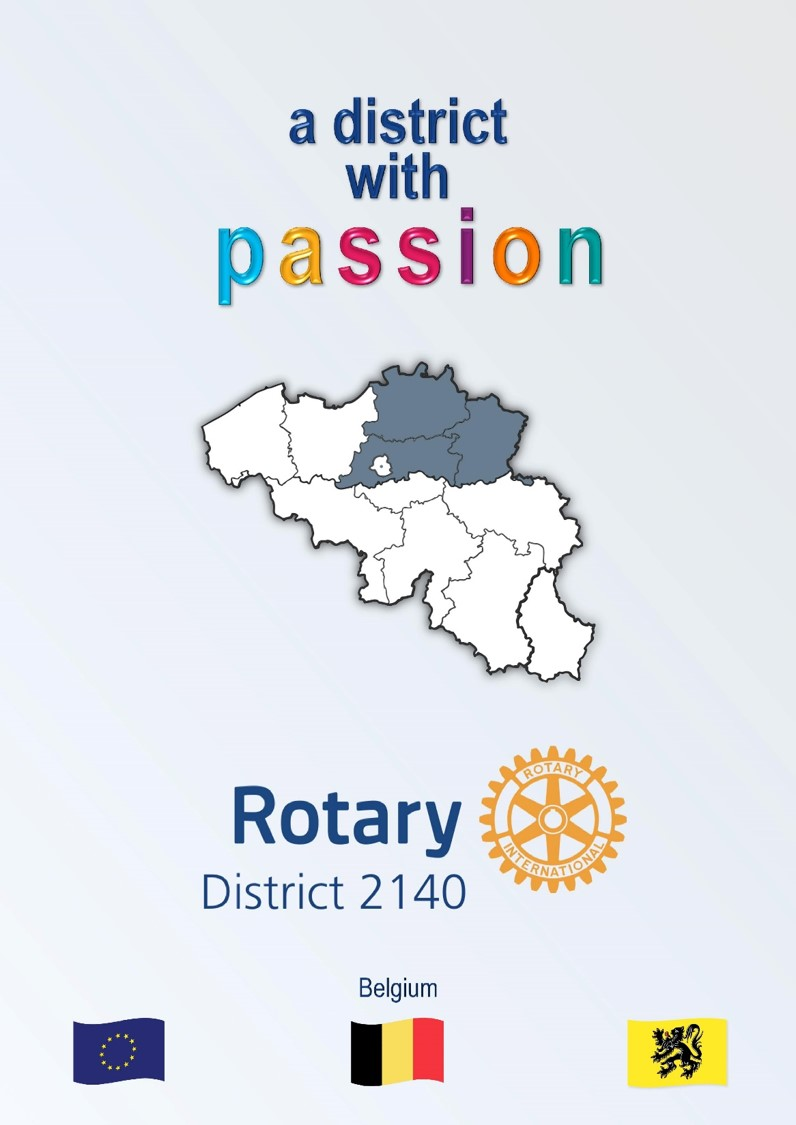 a district
with
passion
Rotary
ROTARY
INTERNATIONAL
District 2140
Belgium